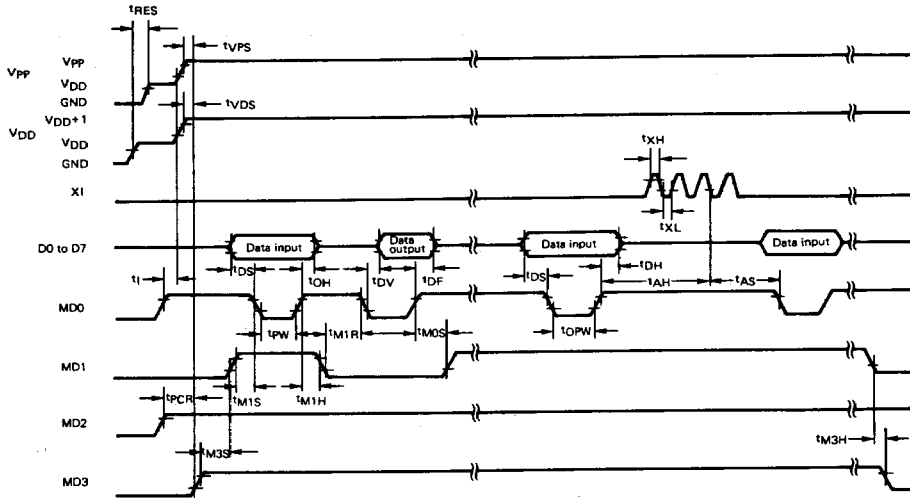 tRES
tVPS
VPP
VPP
VDD
GND
tVDS
VDD+1
VDD
VDD
GND
tXH
XI
tXL
D0 to D7
Data input
Data output
Data input
Data input
tI
tDS
tOH
tDV
tDF
tDS
tDH
tAH
tAS
MD0
tPW
tM1R
tM0S
tOPW
MD1
tPCR
tM1S
tM1H
MD2
tM3S
tM3H
MD3